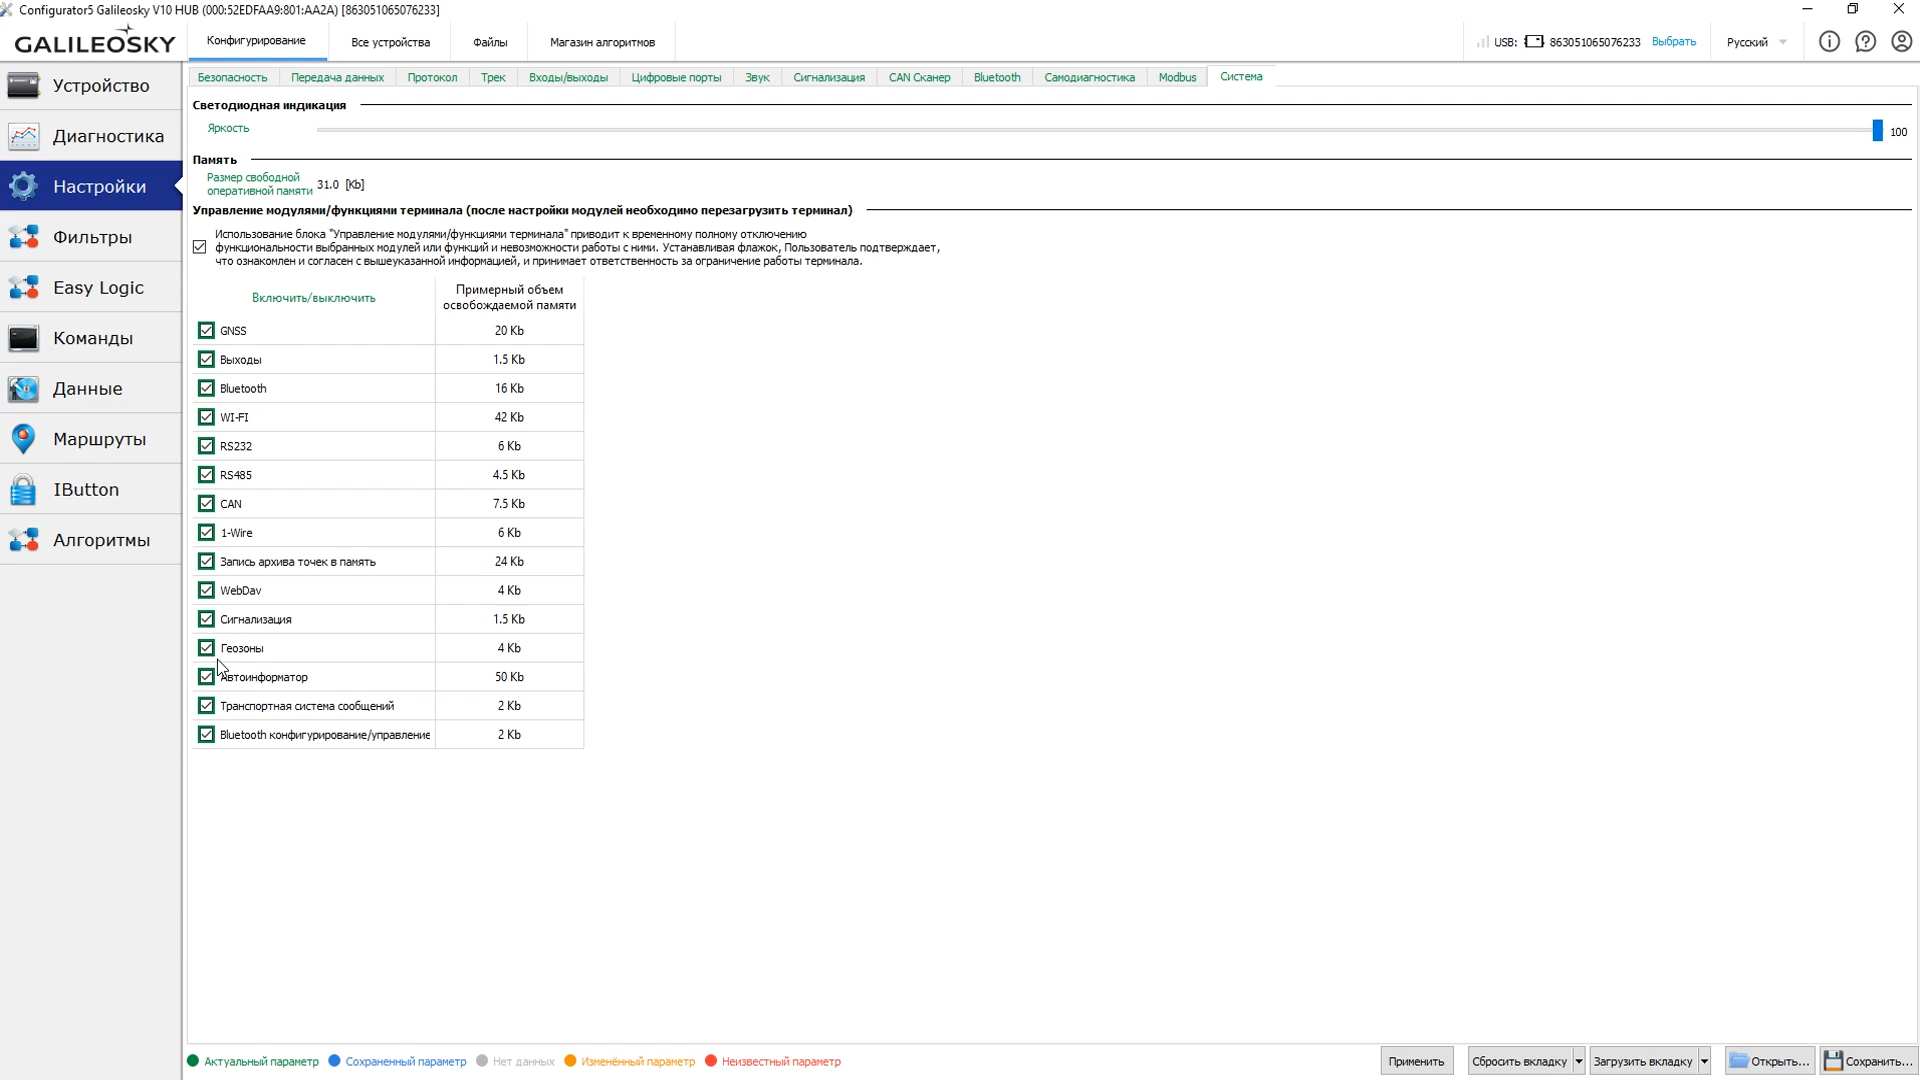 Configurator5 Galileosky V10 HUB (000:52EDFAA9:801:AA2A) [863051065076233]
GALILEOSKY
Конфигурирование
Все устройства
Файлы
Магазин алгоритмов
USB:
863051065076233
Выбрать
Русский
Устройство
Диагностика
Настройки
Фильтры
Easy Logic
Команды
Данные
Маршруты
IButton
Алгоритмы
Безопасность
Передача данных
Протокол
Трек
Входы/выходы
Цифровые порты
Звук
Сигнализация
CAN Сканер
Bluetooth
Самодиагностика
Modbus
Система
Светодиодная индикация
Яркость
100
Память
Размер свободной
оперативной памяти
31.0 [Kb]
Управление модулями/функциями терминала (после настройки модулей необходимо перезагрузить терминал)
Использование блока "Управление модулями/функциями терминала" приводит к временному полному отключению
функциональности выбранных модулей или функций и невозможности работы с ними. Устанавливая флажок, Пользователь подтверждает,
что ознакомлен и согласен с вышеуказанной информацией, и принимает ответственность за ограничение работы терминала.
Включить/выключить
Примерный объем
освобождаемой памяти
GNSS 20 Kb
Выходы 1.5 Kb
Bluetooth 16 Kb
WI-FI 42 Kb
RS232 6 Kb
RS485 4.5 Kb
CAN 7.5 Kb
1-Wire 6 Kb
Запись архива точек в память 24 Kb
WebDav 4 Kb
Сигнализация 1.5 Kb
Геозоны 4 Kb
Автоинформатор 50 Kb
Транспортная система сообщений 2 Kb
Bluetooth конфигурирование/управление 2 Kb
Актуальный параметр
Сохраненный параметр
Нет данных
Изменённый параметр
Неизвестный параметр
Применить
Сбросить вкладку
Загрузить вкладку
Открыть...
Сохранить...